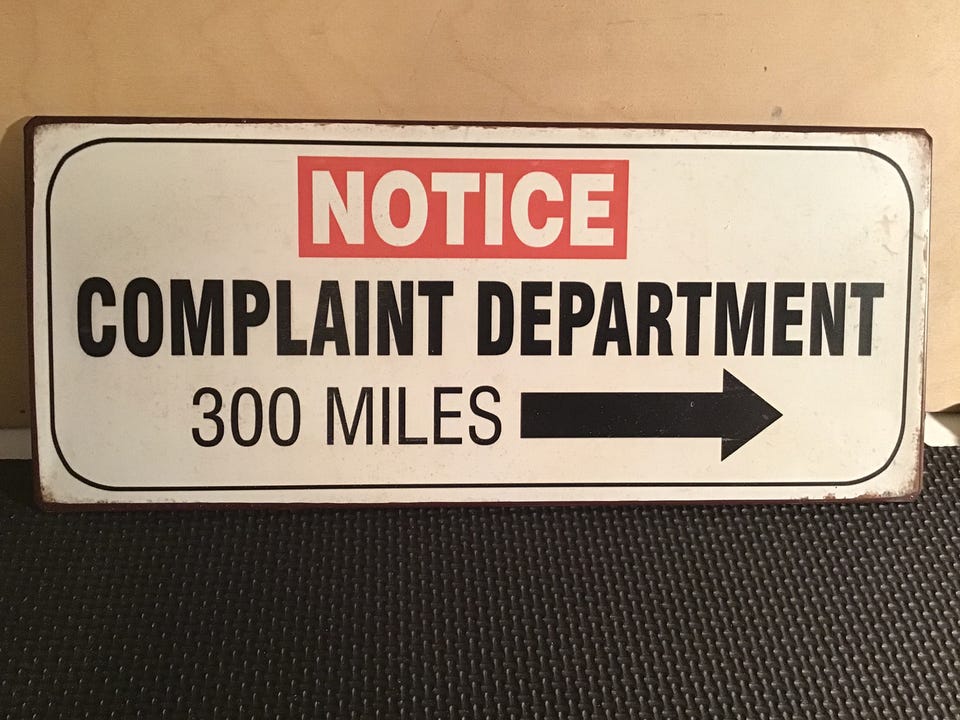 NOTICE
COMPLAINT DEPARTMENT
300 MILES